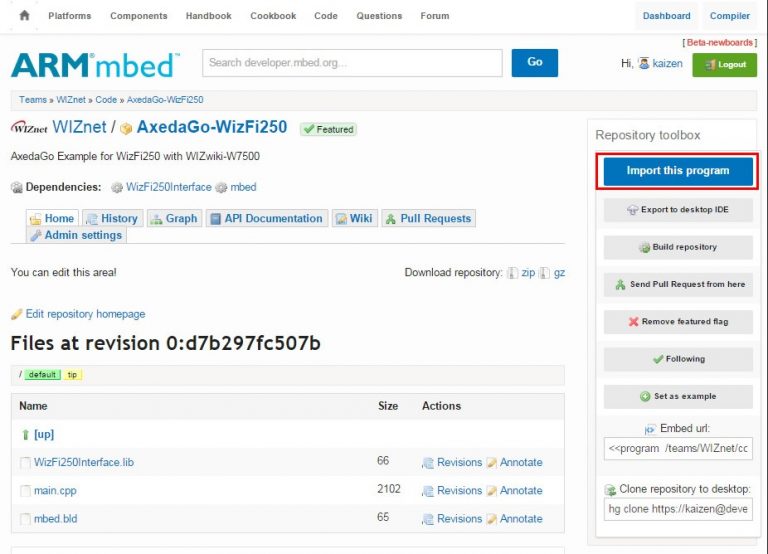 Platforms Components Handbook Cookbook Code Questions Forum Dashboard Compiler
[ Beta-newboards ]
ARM®mbed™ Search developer.mbed.org... Go Hi, kaizen Logout
Teams » WIZnet » Code » AxedaGo-WizFi250
WIZnet WIZnet / AxedaGo-WizFi250 Featured
AxedaGo Example for WizFi250 with WIZwiki-W7500
Dependencies: WizFi250Interface mbed
Home History Graph API Documentation Wiki Pull Requests
Admin settings
You can edit this area! Download repository: zip gz
Edit repository homepage
Files at revision 0:d7b297fc507b
/ default tip
Name Size Actions
[up]
WizFi250Interface.lib 66 Revisions Annotate
main.cpp 2102 Revisions Annotate
mbed.bld 65 Revisions Annotate
Repository toolbox
Import this program
Export to desktop IDE
Build repository
Send Pull Request from here
Remove featured flag
Following
Set as example
Embed url:
<<program /teams/WIZnet/cc
Clone repository to desktop:
hg clone https://kaizen@deve